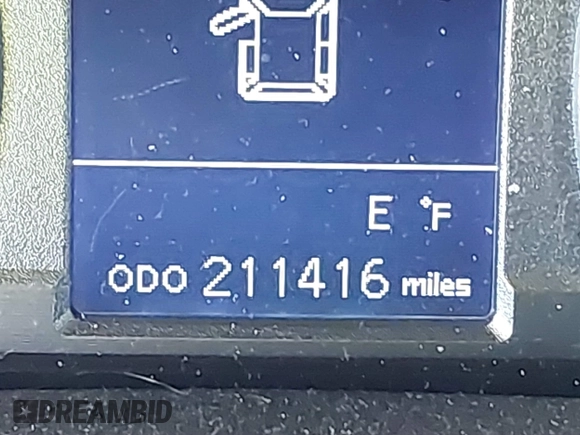 E °F
ODO 211416 miles
DREAMBID